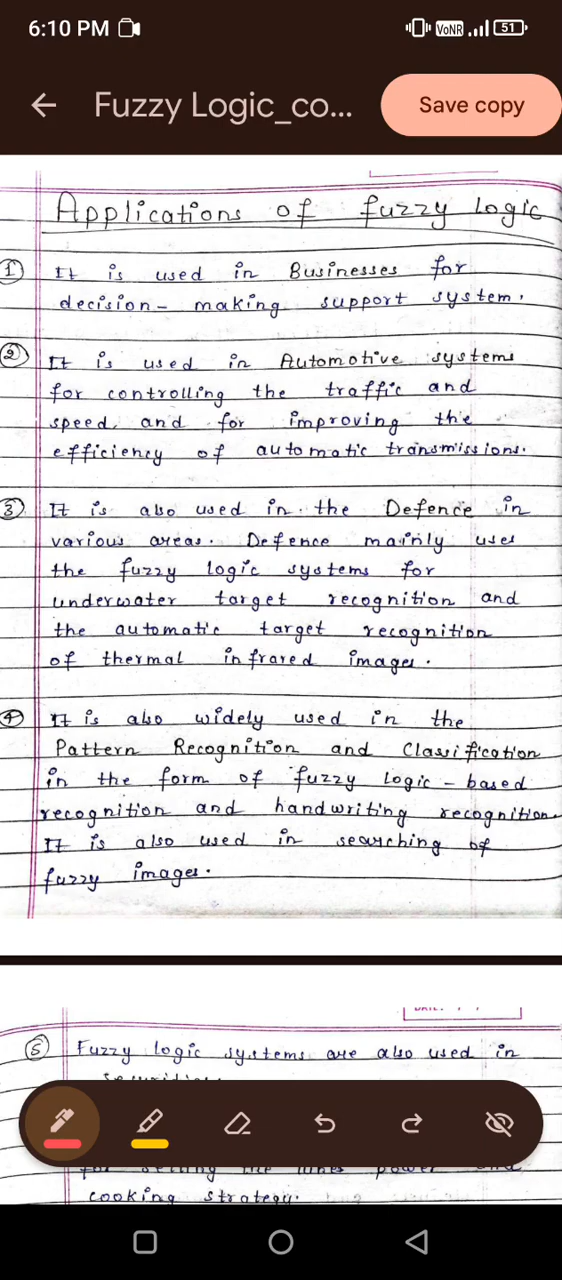 6:10 PM
VoNR
51
Fuzzy Logic_co...
Save copy
Applications of fuzzy Logic
① It is used in Businesses for
decision- making support system.
② It is used in Automotive systems
for controlling the traffic and
speed, and for improving the
efficiency of automatic transmissions.
③ It is also used in the Defence in
various areas. Defence mainly uses
the fuzzy logic systems for
underwater target recognition and
the automatic target recognition
of thermal infrared images.
④ It is also widely used in the
Pattern Recognition and Classification
in the form of fuzzy Logic-based
recognition and handwriting recognition.
It is also used in searching of
fuzzy images.
⑤ Fuzzy logic systems are also used in
cooking strategy.